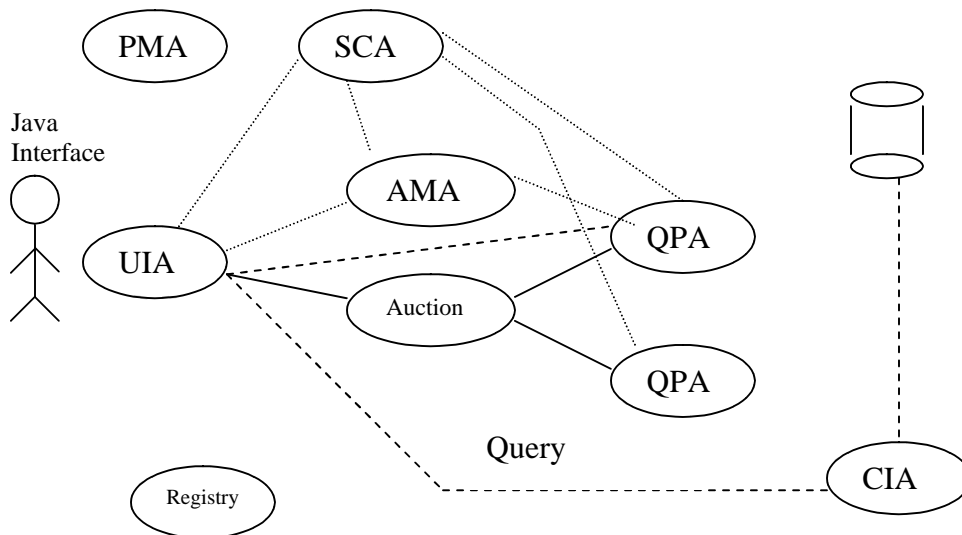 PMA
SCA
Java
Interface
AMA
UIA
QPA
Auction
QPA
Query
CIA
Registry